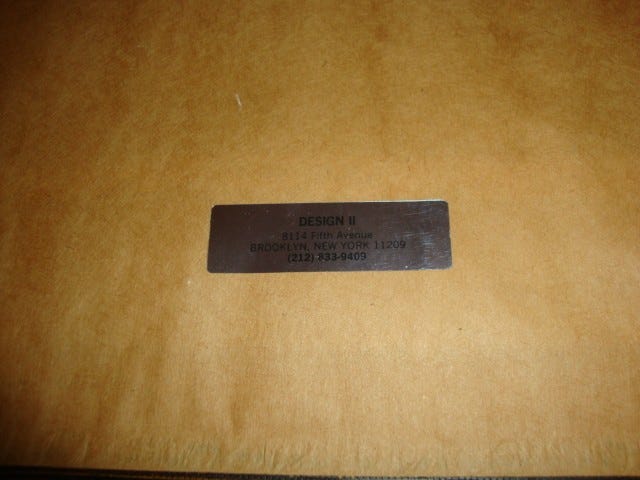 DESIGN II
8114 Fifth Avenue
BROOKLYN, NEW YORK 11209
(212) 833-9409